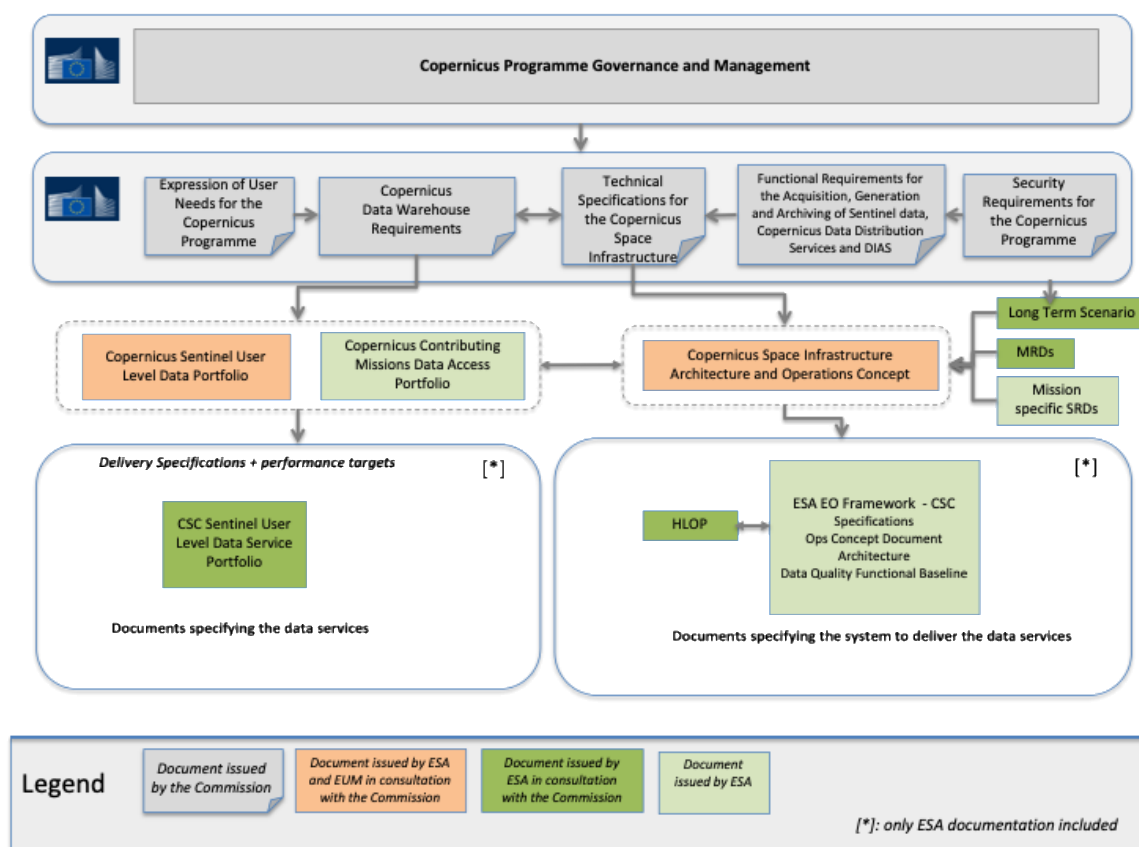 Copernicus Programme Governance and Management
Expression of User
Needs for the
Copernicus
Programme
Copernicus
Data Warehouse
Requirements
Technical
Specifications for
the Copernicus
Space
Infrastructure
Functional Requirements for
the Acquisition, Generation
and Archiving of Sentinel data,
Copernicus Data Distribution
Services and DIAS
Security
Requirements for
the Copernicus
Programme
Long Term Scenario
MRDs
Mission
specific SRDs
Copernicus Sentinel User
Level Data Portfolio
Copernicus Contributing
Missions Data Access
Portfolio
Copernicus Space Infrastructure
Architecture and Operations Concept
Delivery Specifications + performance targets
[*]
CSC Sentinel User
Level Data Service
Portfolio
Documents specifying the data services
[*]
HLOP
ESA EO Framework - CSC
Specifications
Ops Concept Document
Architecture
Data Quality Functional Baseline
Documents specifying the system to deliver the data services
Legend
Document issued
by the Commission
Document issued by ESA
and EUM in consultation
with the Commission
Document issued by
ESA in consultation
with the Commission
Document
issued by ESA
[*]: only ESA documentation included